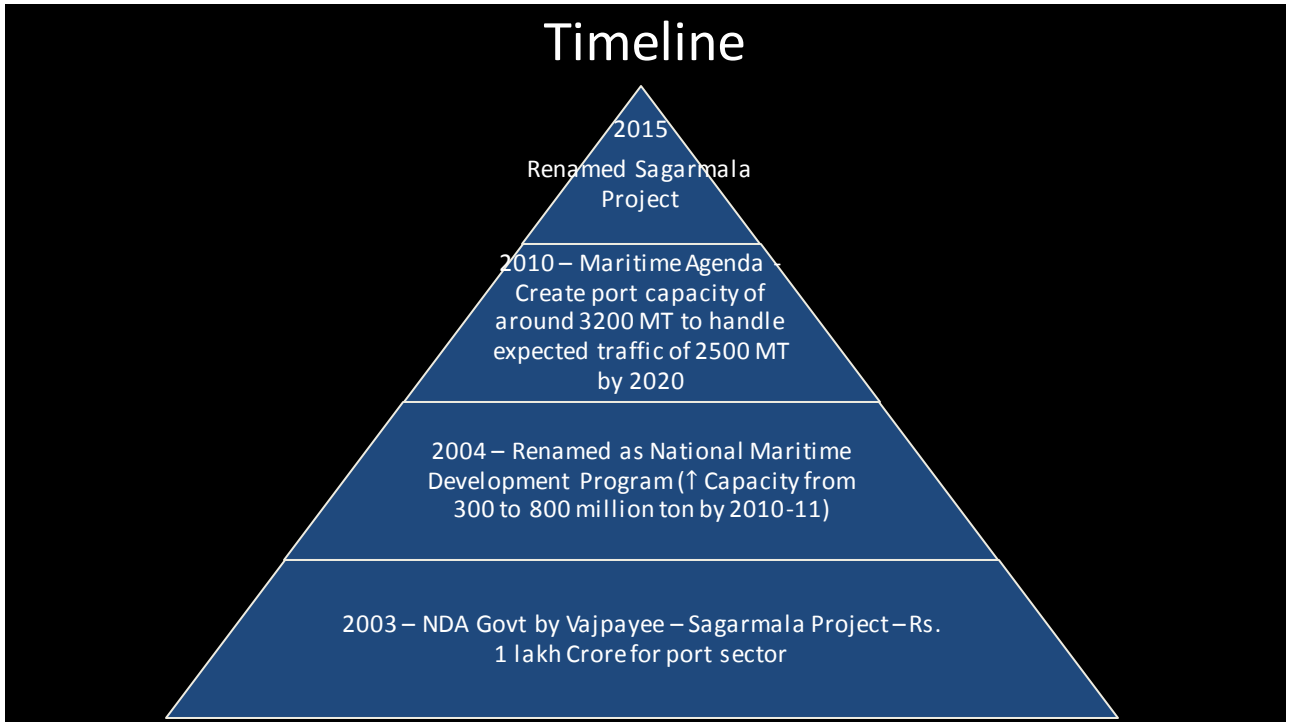 Timeline
2015
Renamed Sagarmala
Project
2010 – Maritime Agenda -
Create port capacity of
around 3200 MT to handle
expected traffic of 2500 MT
by 2020
2004 – Renamed as National Maritime
Development Program (↑ Capacity from
300 to 800 million ton by 2010-11)
2003 – NDA Govt by Vajpayee – Sagarmala Project – Rs.
1 lakh Crore for port sector